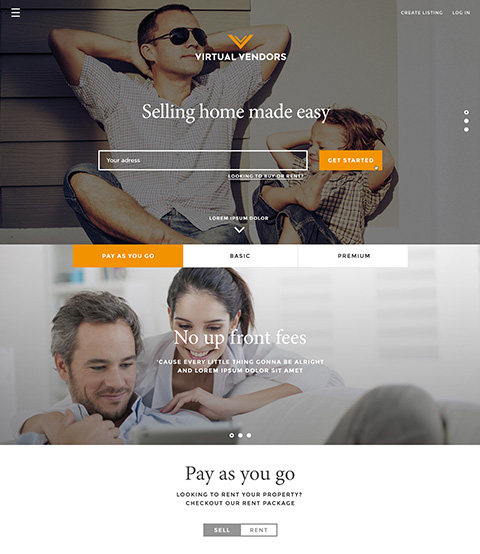 CREATE LISTING LOG IN
VIRTUAL VENDORS
Selling home made easy
Your adress
GET STARTED
LOOKING TO BUY OR RENT?
LOREM IPSUM DOLOR
PAY AS YOU GO BASIC PREMIUM
No up front fees
'CAUSE EVERY LITTLE THING GONNA BE ALRIGHT
AND LOREM IPSUM DOLOR SIT AMET
Pay as you go
LOOKING TO RENT YOUR PROPERTY?
CHECKOUT OUR RENT PACKAGE
SELL RENT